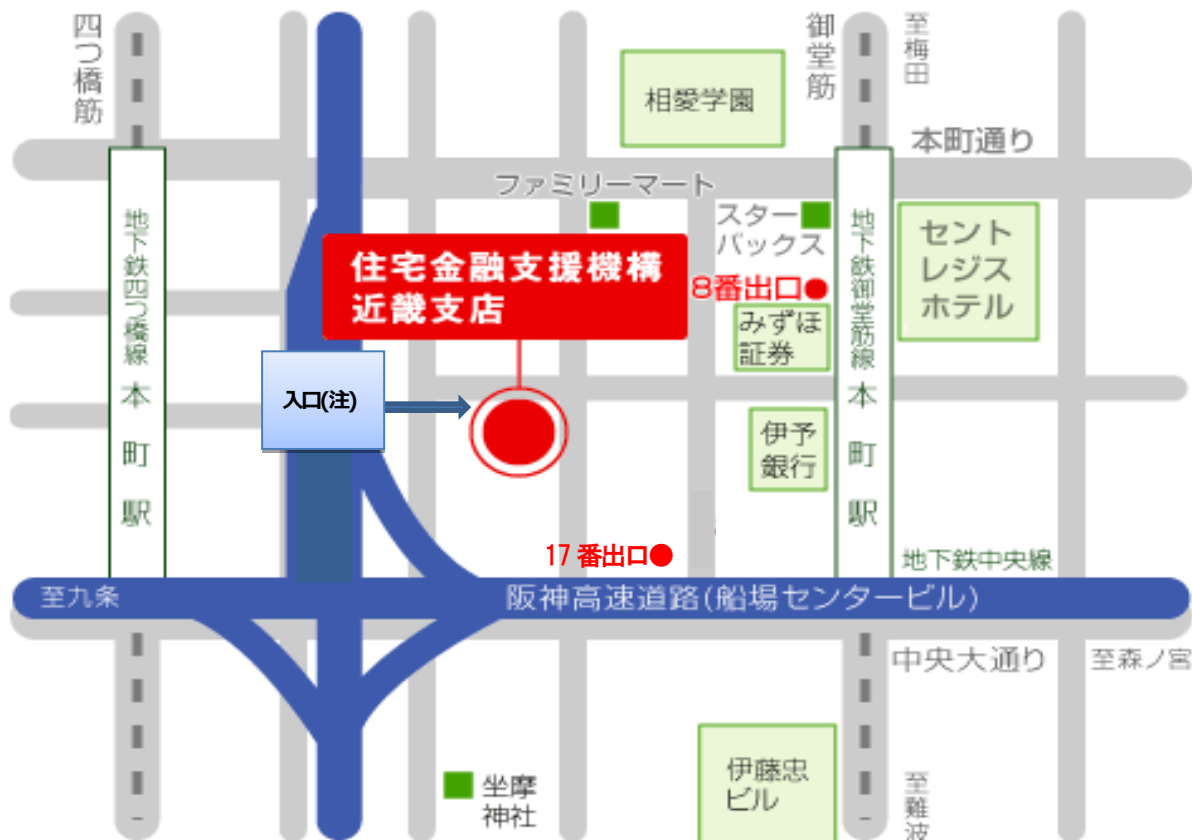 四つ橋筋
御堂筋
至梅田
相愛学園
本町通り
ファミリーマート
スター
バックス
セント
レジス
ホテル
地下鉄四つ橋線 本町駅
地下鉄御堂筋線 本町駅
住宅金融支援機構
近畿支店
8番出口
みずほ
証券
入口(注)
伊予
銀行
17番出口
地下鉄中央線
至九条
阪神高速道路(船場センタービル)
中央大通り
至森ノ宮
坐摩
神社
伊藤忠
ビル
至難波